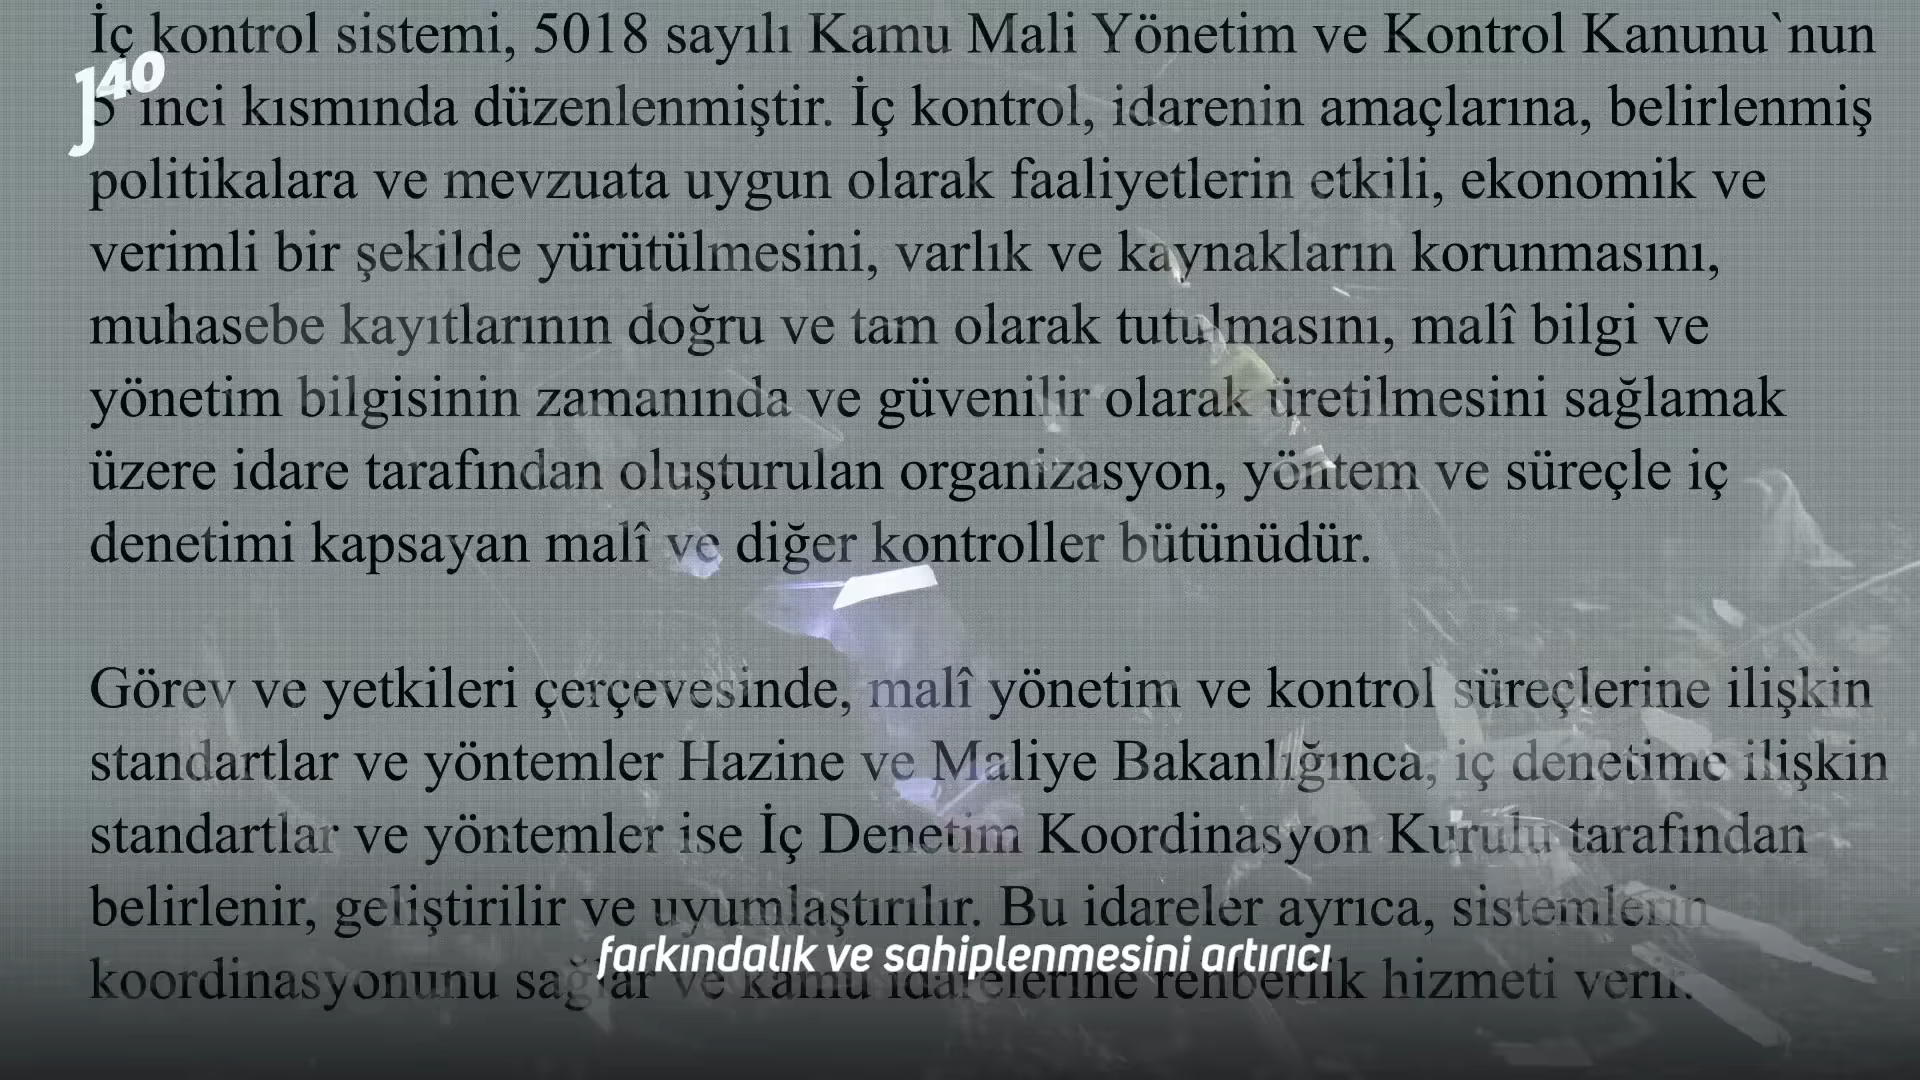 İç kontrol sistemi, 5018 sayılı Kamu Mali Yönetim ve Kontrol Kanunu`nun
5`inci kısmında düzenlenmiştir. İç kontrol, idarenin amaçlarına, belirlenmiş
politikalara ve mevzuata uygun olarak faaliyetlerin etkili, ekonomik ve
verimli bir şekilde yürütülmesini, varlık ve kaynakların korunmasını,
muhasebe kayıtlarının doğru ve tam olarak tutulmasını, malî bilgi ve
yönetim bilgisinin zamanında ve güvenilir olarak üretilmesini sağlamak
üzere idare tarafından oluşturulan organizasyon, yöntem ve süreçle iç
denetimi kapsayan malî ve diğer kontroller bütünüdür.
Görev ve yetkileri çerçevesinde, malî yönetim ve kontrol süreçlerine ilişkin
standartlar ve yöntemler Hazine ve Maliye Bakanlığınca, iç denetime ilişkin
standartlar ve yöntemler ise İç Denetim Koordinasyon Kurulu tarafından
belirlenir, geliştirilir ve uyumlaştırılır. Bu idareler ayrıca, sistemlerin
koordinasyonunu sağlar ve kamu idarelerine rehberlik hizmeti verir.
farkındalık ve sahiplenmesini artırıcı
J40